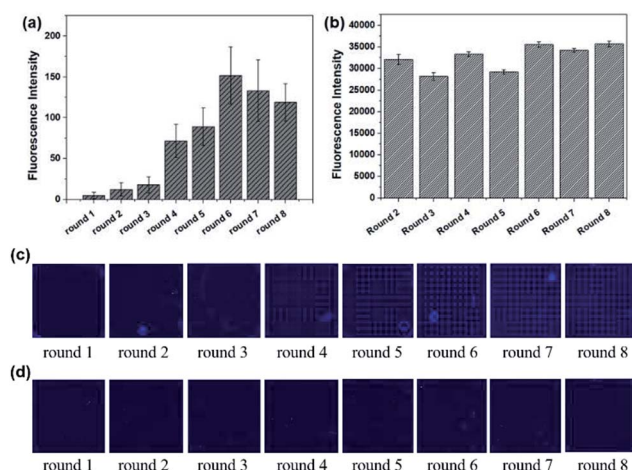 (a)
Fluorescence Intensity
200
150
100
50
0
round 1 round 2 round 3 round 4 round 5 round 6 round 7 round 8
(b)
Fluorescence Intensity
40000
35000
30000
25000
20000
15000
10000
5000
0
Round 2 Round 3 Round 4 Round 5 Round 6 Round 7 Round 8
(c)
round 1 round 2 round 3 round 4 round 5 round 6 round 7 round 8
(d)
round 1 round 2 round 3 round 4 round 5 round 6 round 7 round 8